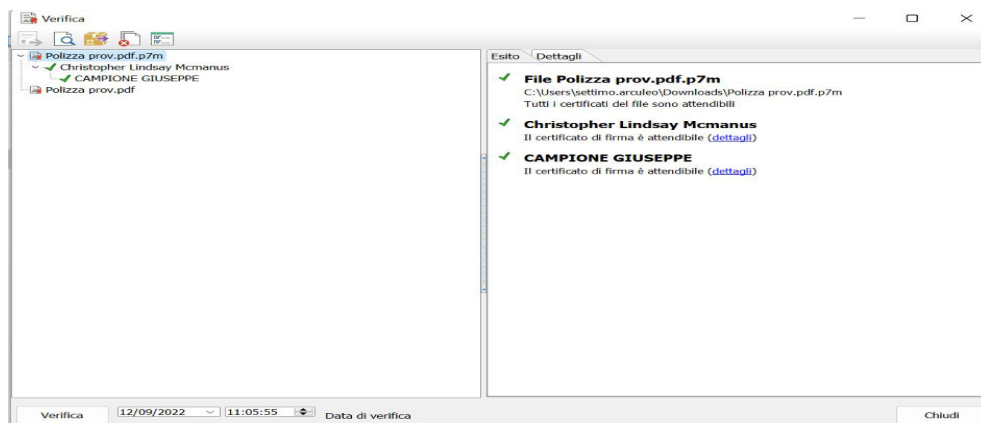 Verifica
Polizza prov.pdf.p7m
Christopher Lindsay Mcmanus
CAMPIONE GIUSEPPE
Polizza prov.pdf
Esito Dettagli
File Polizza prov.pdf.p7m
C:\Users\settimo.arculeo\Downloads\Polizza prov.pdf.p7m
Tutti i certificati del file sono attendibili
Christopher Lindsay Mcmanus
Il certificato di firma è attendibile (dettagli)
CAMPIONE GIUSEPPE
Il certificato di firma è attendibile (dettagli)
Verifica 12/09/2022 11:05:55 Data di verifica Chiudi